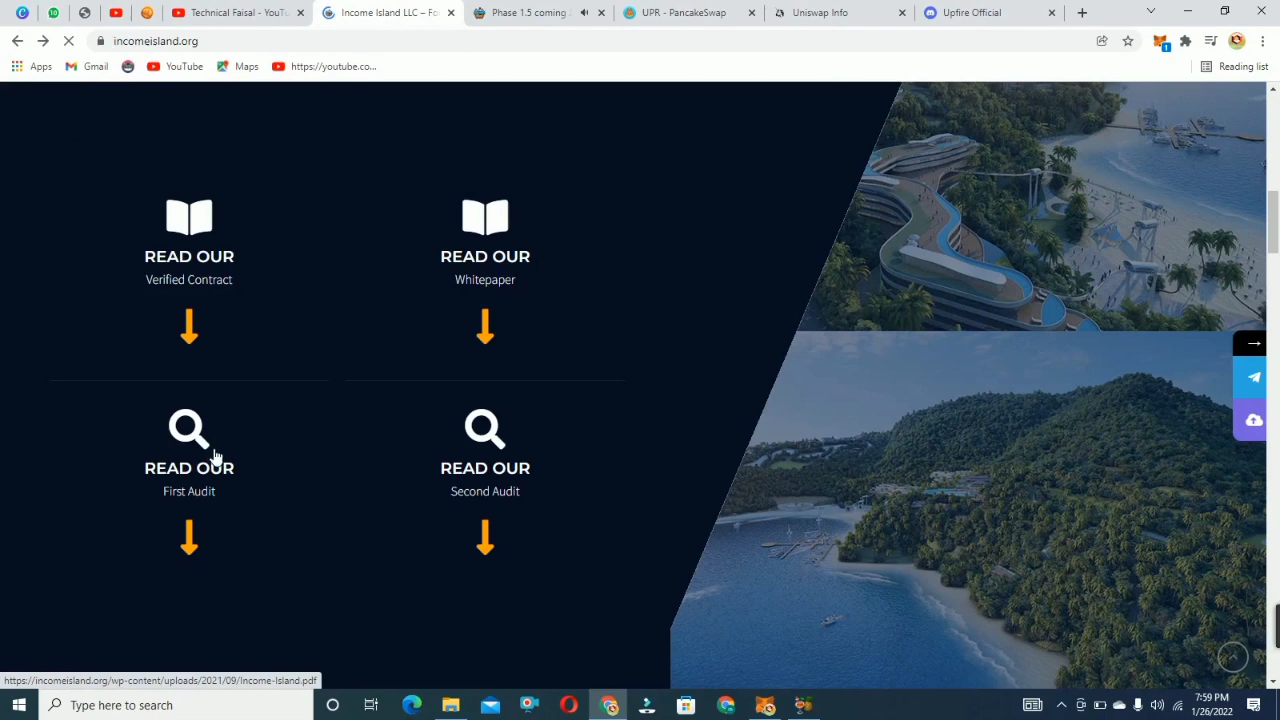 Technical Faisal - YouTu
Income Island LLC – Fo
Phase 1.5 coming
UPR - PancakeSwap
Uniswap Info
Upfire Official
incomeisland.org
1
Apps
Gmail
YouTube
Maps
https://youtube.co...
Reading list
READ OUR
Verified Contract
READ OUR
Whitepaper
READ OUR
First Audit
READ OUR
Second Audit
https://incomeisland.org/wp-content/uploads/2021/09/Income-Island.pdf
Type here to search
7:59 PM
1/26/2022